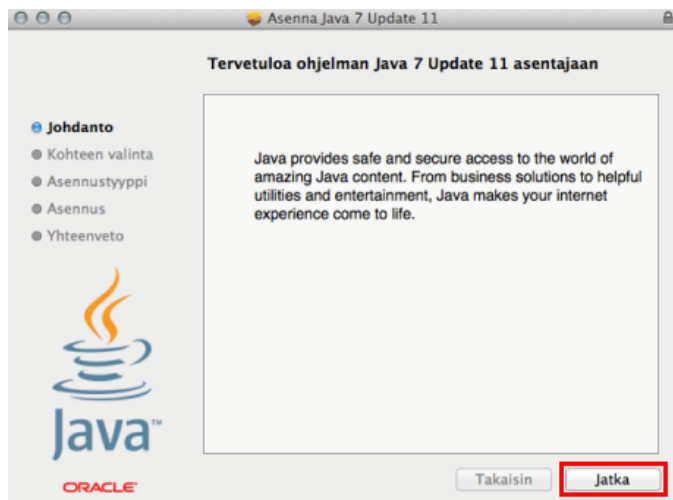 Asenna Java 7 Update 11
Tervetuloa ohjelman Java 7 Update 11 asentajaan
Johdanto
Kohteen valinta
Asennustyyppi
Asennus
Yhteenveto
Java provides safe and secure access to the world of
amazing Java content. From business solutions to helpful
utilities and entertainment, Java makes your internet
experience come to life.
Java™
ORACLE®
Takaisin
Jatka